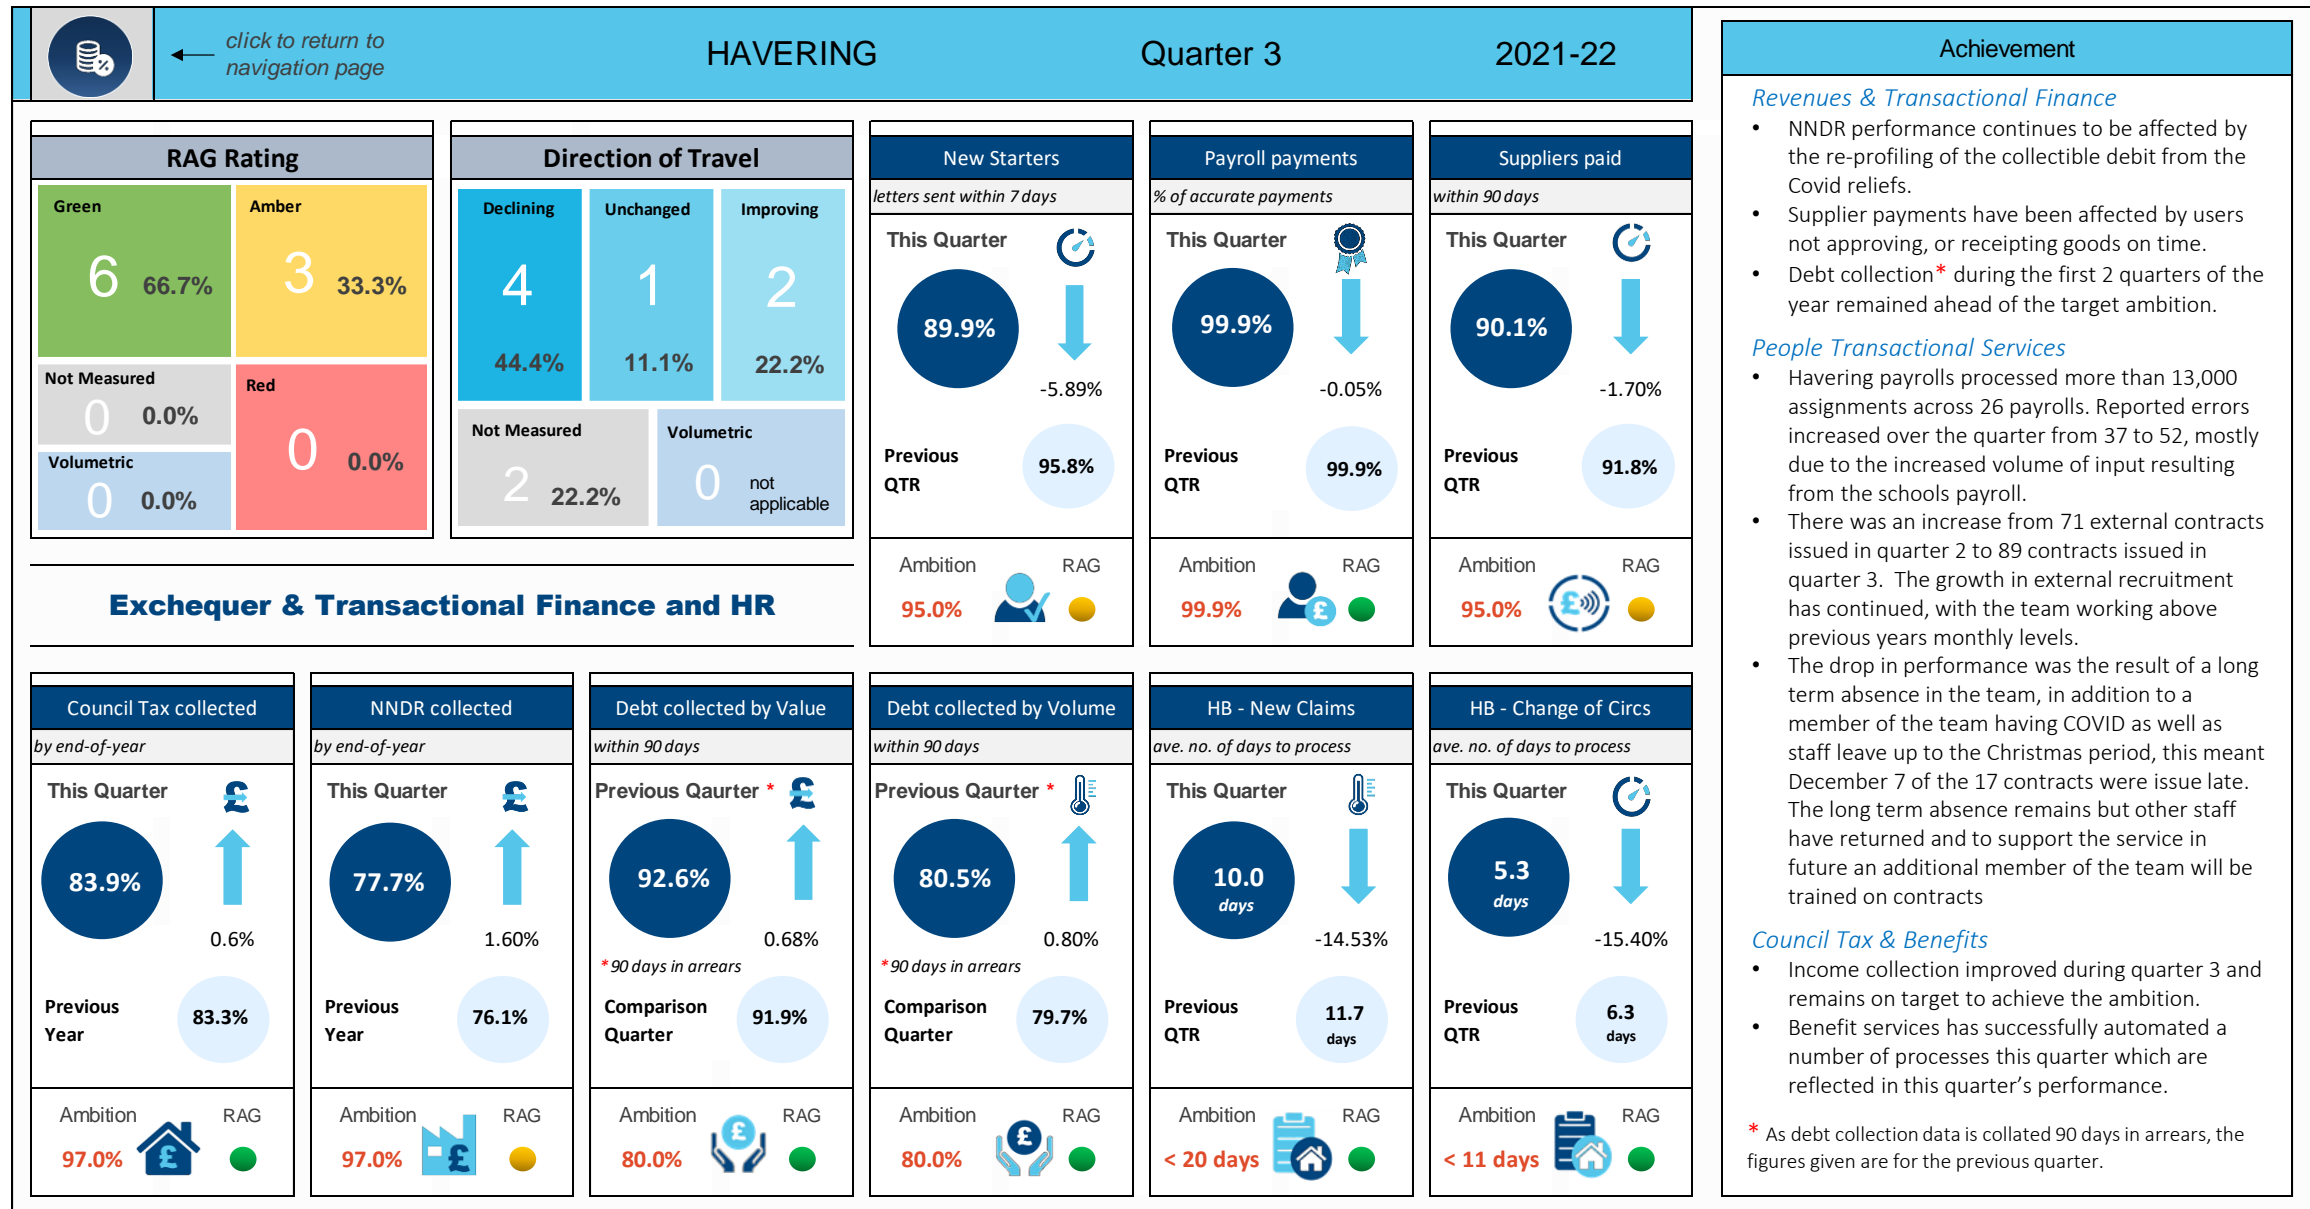 click to return to
navigation page
HAVERING
Quarter 3
2021-22
RAG Rating
Green
6
66.7%
Amber
3
33.3%
Not Measured
0
0.0%
Red
0
0.0%
Volumetric
0
0.0%
Direction of Travel
Declining
4
44.4%
Unchanged
1
11.1%
Improving
2
22.2%
Not Measured
2
22.2%
Volumetric
0
not
applicable
Exchequer & Transactional Finance and HR
New Starters
letters sent within 7 days
This Quarter
89.9%
-5.89%
Previous
QTR
95.8%
Ambition
RAG
95.0%
Payroll payments
% of accurate payments
This Quarter
99.9%
-0.05%
Previous
QTR
99.9%
Ambition
RAG
99.9%
£
Suppliers paid
within 90 days
This Quarter
90.1%
-1.70%
Previous
QTR
91.8%
Ambition
RAG
95.0%
£
Council Tax collected
by end-of-year
This Quarter
£
83.9%
0.6%
Previous
Year
83.3%
Ambition
RAG
97.0%
£
NNDR collected
by end-of-year
This Quarter
£
77.7%
1.60%
Previous
Year
76.1%
Ambition
RAG
97.0%
£
Debt collected by Value
within 90 days
Previous Qaurter *
£
92.6%
0.68%
* 90 days in arrears
Comparison
Quarter
91.9%
Ambition
RAG
80.0%
£
Debt collected by Volume
within 90 days
Previous Qaurter *
80.5%
0.80%
* 90 days in arrears
Comparison
Quarter
79.7%
Ambition
RAG
80.0%
£
HB - New Claims
ave. no. of days to process
This Quarter
10.0
days
-14.53%
Previous
QTR
11.7
days
Ambition
RAG
< 20 days
HB - Change of Circs
ave. no. of days to process
This Quarter
5.3
days
-15.40%
Previous
QTR
6.3
days
Ambition
RAG
< 11 days
Achievement
Revenues & Transactional Finance
• NNDR performance continues to be affected by
the re-profiling of the collectible debit from the
Covid reliefs.
• Supplier payments have been affected by users
not approving, or receipting goods on time.
• Debt collection* during the first 2 quarters of the
year remained ahead of the target ambition.
People Transactional Services
• Havering payrolls processed more than 13,000
assignments across 26 payrolls. Reported errors
increased over the quarter from 37 to 52, mostly
due to the increased volume of input resulting
from the schools payroll.
• There was an increase from 71 external contracts
issued in quarter 2 to 89 contracts issued in
quarter 3. The growth in external recruitment
has continued, with the team working above
previous years monthly levels.
• The drop in performance was the result of a long
term absence in the team, in addition to a
member of the team having COVID as well as
staff leave up to the Christmas period, this meant
December 7 of the 17 contracts were issue late.
The long term absence remains but other staff
have returned and to support the service in
future an additional member of the team will be
trained on contracts
Council Tax & Benefits
• Income collection improved during quarter 3 and
remains on target to achieve the ambition.
• Benefit services has successfully automated a
number of processes this quarter which are
reflected in this quarter’s performance.
* As debt collection data is collated 90 days in arrears, the
figures given are for the previous quarter.